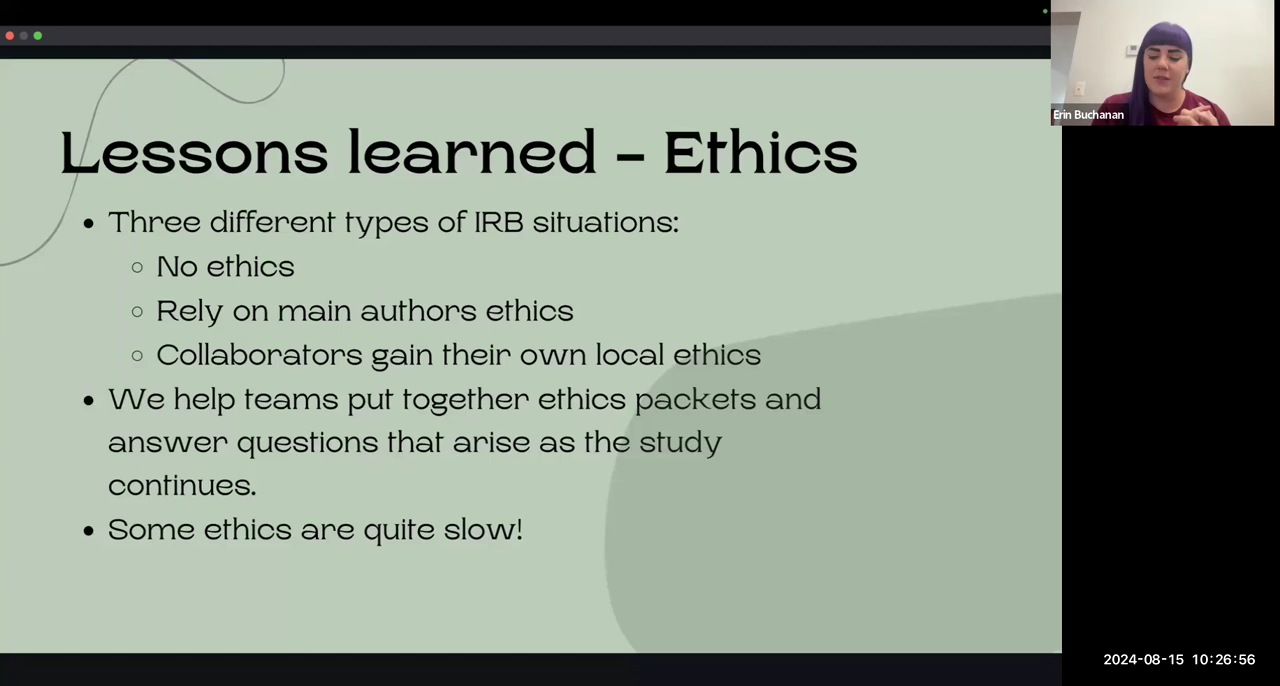 Erin Buchanan
Lessons learned – Ethics
• Three different types of IRB situations:
○ No ethics
○ Rely on main authors ethics
○ Collaborators gain their own local ethics
• We help teams put together ethics packets and
answer questions that arise as the study
continues.
• Some ethics are quite slow!
2024-08-15 10:26:56